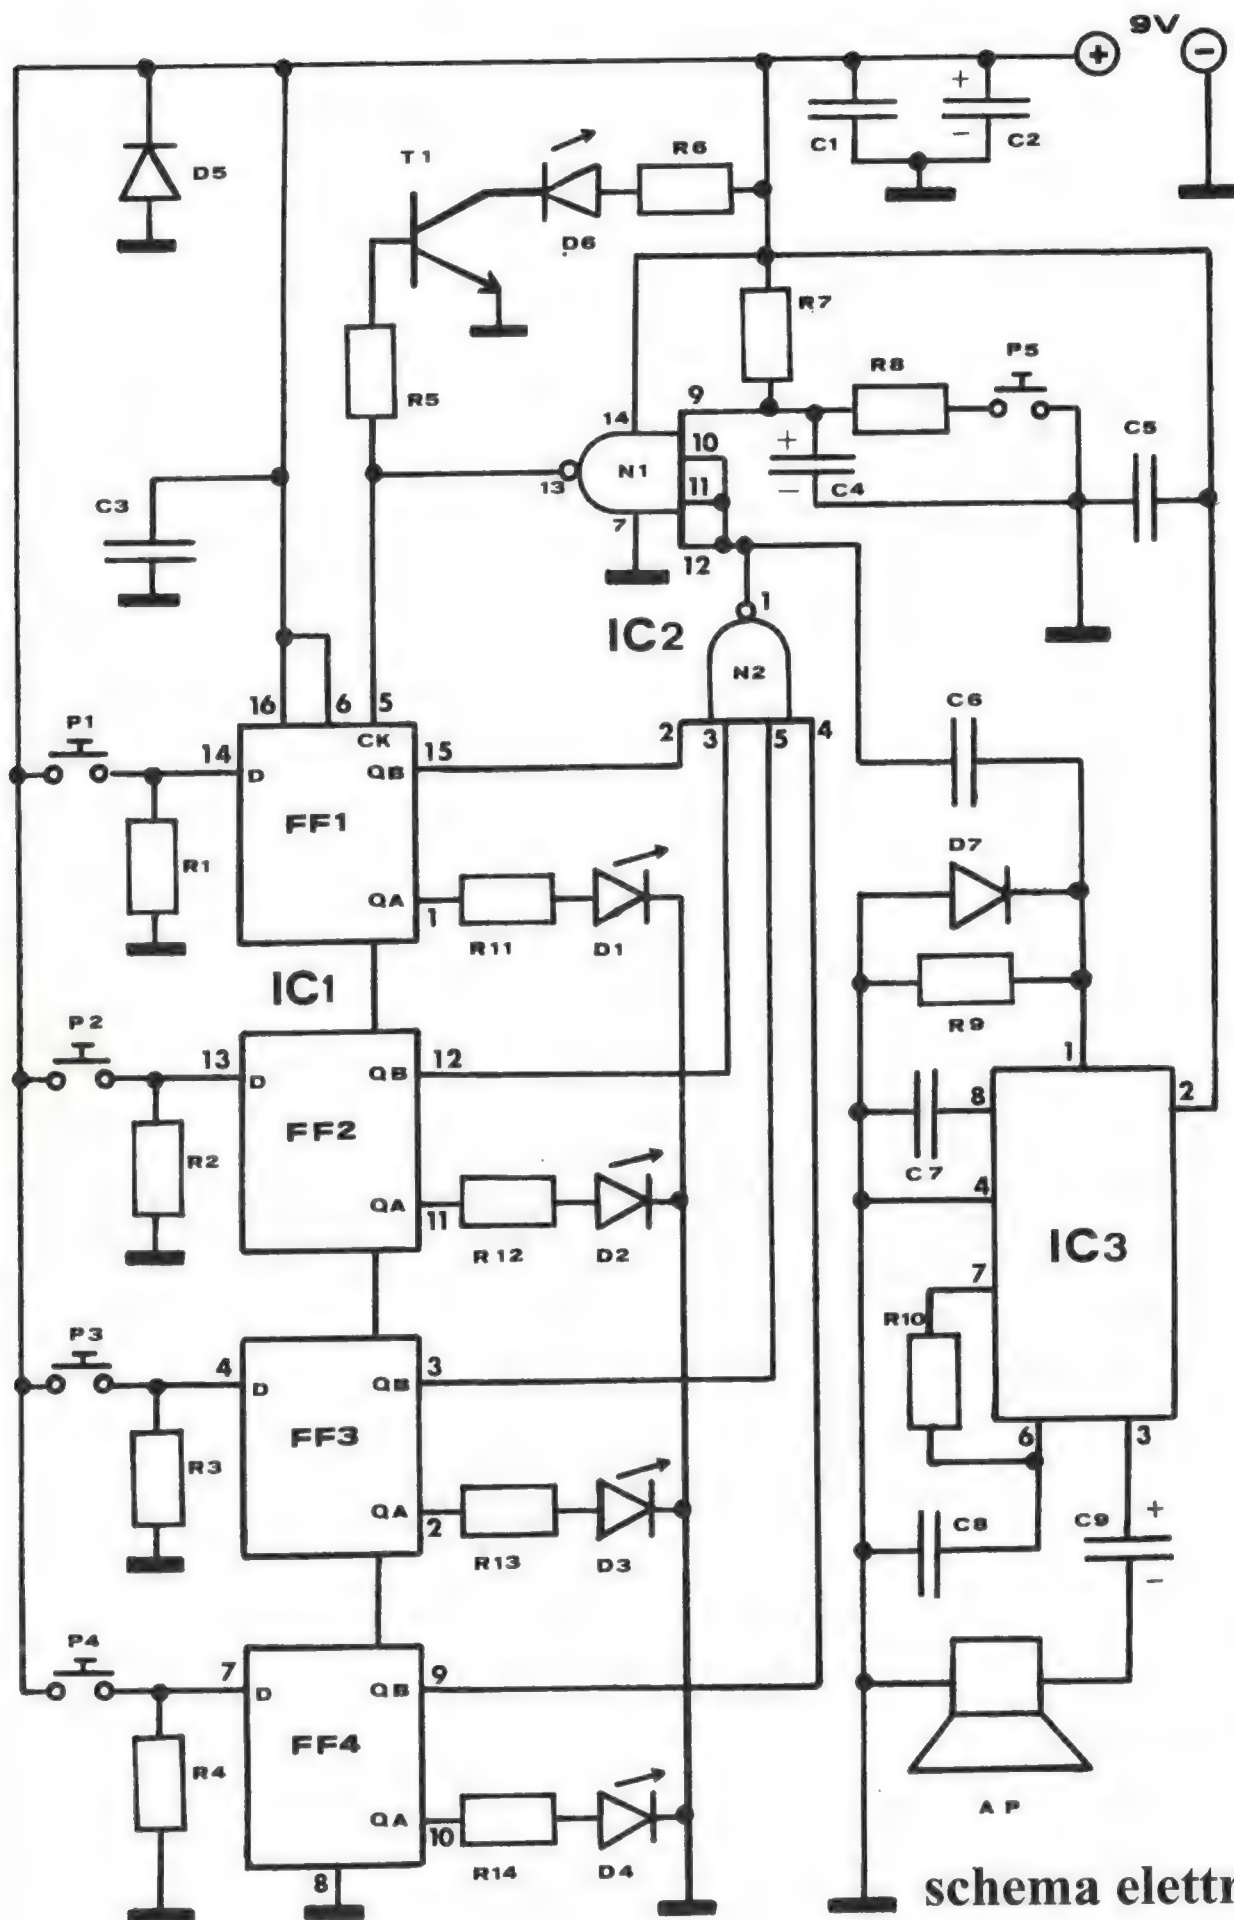 9V
+ -
D5
T1
D6
R6
C1
+ -
C2
R7
R5
14
9
10
11
12
13
N1
7
+ -
C4
R8
P5
C5
C3
IC2
1
N2
2 3 5 4
16 6 5
CK
P1
14
D
QB
15
FF1
R1
QA
1
R11
D1
C6
D7
R9
IC1
P2
13
D
QB
12
FF2
R2
QA
11
R12
D2
1
8
2
C7
4
IC3
7
R10
6
3
P3
4
D
QB
3
FF3
R3
QA
2
R13
D3
C8
C9
+
-
P4
7
D
QB
9
FF4
R4
QA
10
R14
D4
8
AP
schema elettr